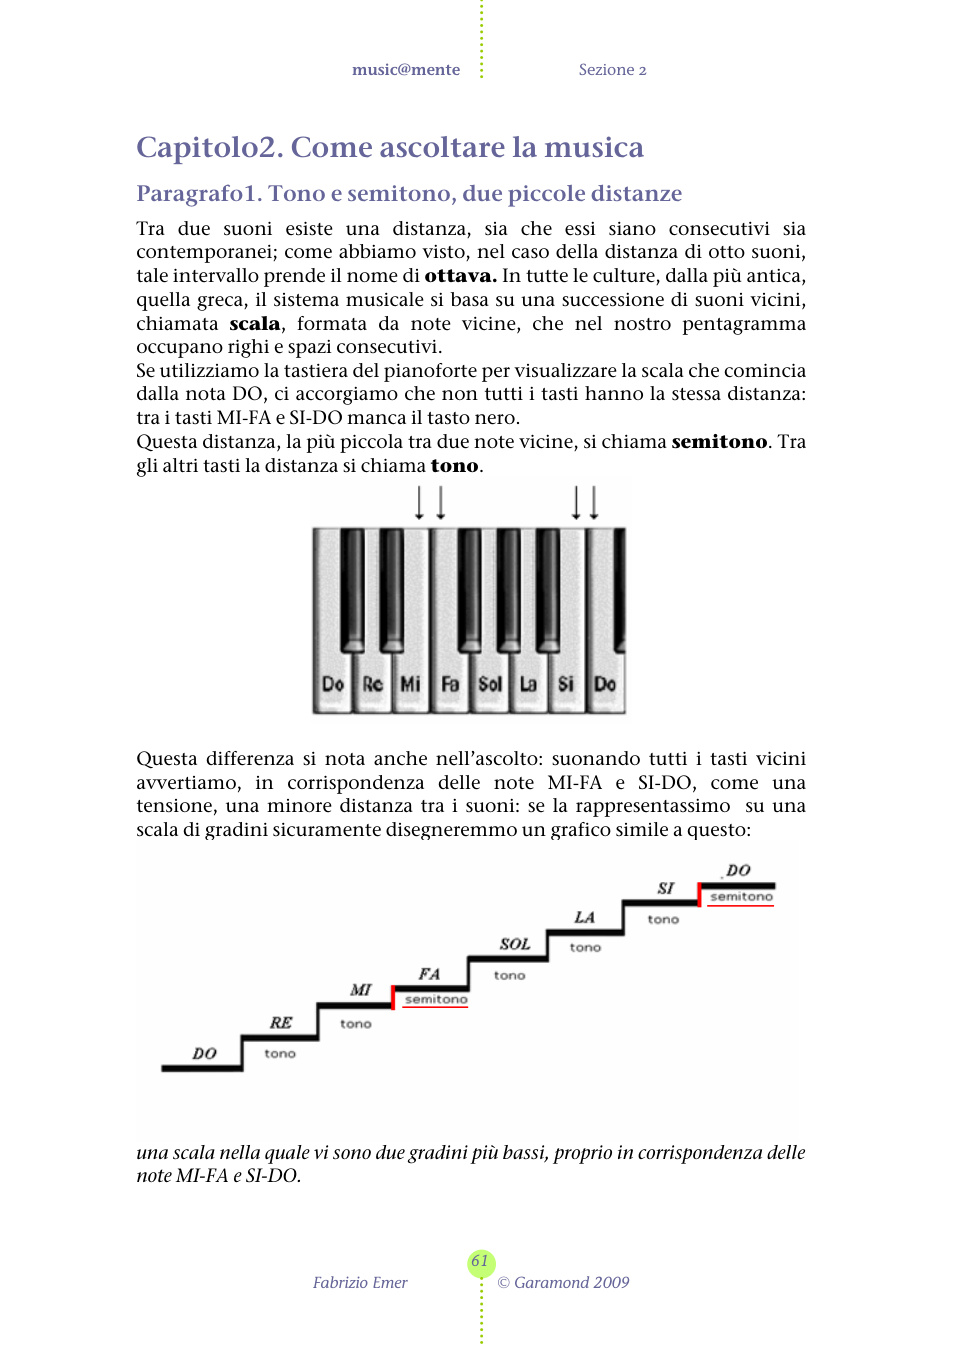 music@mente Sezione 2
Capitolo2. Come ascoltare la musica
Paragrafo1. Tono e semitono, due piccole distanze
Tra due suoni esiste una distanza, sia che essi siano consecutivi sia
contemporanei; come abbiamo visto, nel caso della distanza di otto suoni,
tale intervallo prende il nome di ottava. In tutte le culture, dalla più antica,
quella greca, il sistema musicale si basa su una successione di suoni vicini,
chiamata scala, formata da note vicine, che nel nostro pentagramma
occupano righi e spazi consecutivi.
Se utilizziamo la tastiera del pianoforte per visualizzare la scala che comincia
dalla nota DO, ci accorgiamo che non tutti i tasti hanno la stessa distanza:
tra i tasti MI-FA e SI-DO manca il tasto nero.
Questa distanza, la più piccola tra due note vicine, si chiama semitono. Tra
gli altri tasti la distanza si chiama tono.
Do Re Mi Fa Sol La Si Do
Questa differenza si nota anche nell'ascolto: suonando tutti i tasti vicini
avvertiamo, in corrispondenza delle note MI-FA e SI-DO, come una
tensione, una minore distanza tra i suoni: se la rappresentassimo su una
scala di gradini sicuramente disegneremmo un grafico simile a questo:
DO
SI
semitono
LA
tono
SOL
tono
FA
tono
MI
semitono
RE
tono
DO
tono
una scala nella quale vi sono due gradini più bassi, proprio in corrispondenza delle
note MI-FA e SI-DO.
61
Fabrizio Emer © Garamond 2009